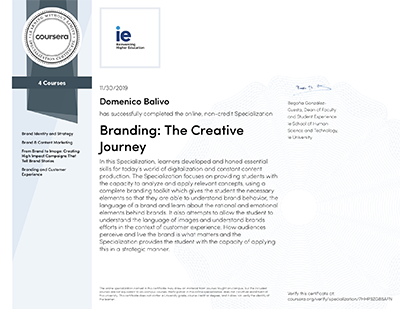 coursera
4 Courses
Brand Identity and Strategy
Brand & Content Marketing
From Brand to Image: Creating
High Impact Campaigns That
Tell Brand Stories
Branding and Customer
Experience
ie
Reinventing
Higher Education
11/30/2019
Domenico Balivo
has successfully completed the online, non-credit Specialization
Branding: The Creative
Journey
In this Specialization, learners developed and honed essential
skills for today's world of digitalization and constant content
production. The Specialization focuses on providing students with
the capacity to analyze and apply relevant concepts, using a
complete branding toolkit which gives the student the necessary
elements so that they are able to understand brand behavior, the
language of a brand and learn about the rational and emotional
elements behind brands. It also attempts to allow the student to
understand the language of images and understand brands
efforts in the context of customer experience. How audiences
perceive and live the brand is what matters and the
Specialization provides the student with the capacity of applying
this in a strategic manner.
Begoña González-
Cuesta, Dean of Faculty
and Student Experience
ie School of Human
Science and Technology,
ie University
Verify this certificate at:
coursera.org/verify/specialization/